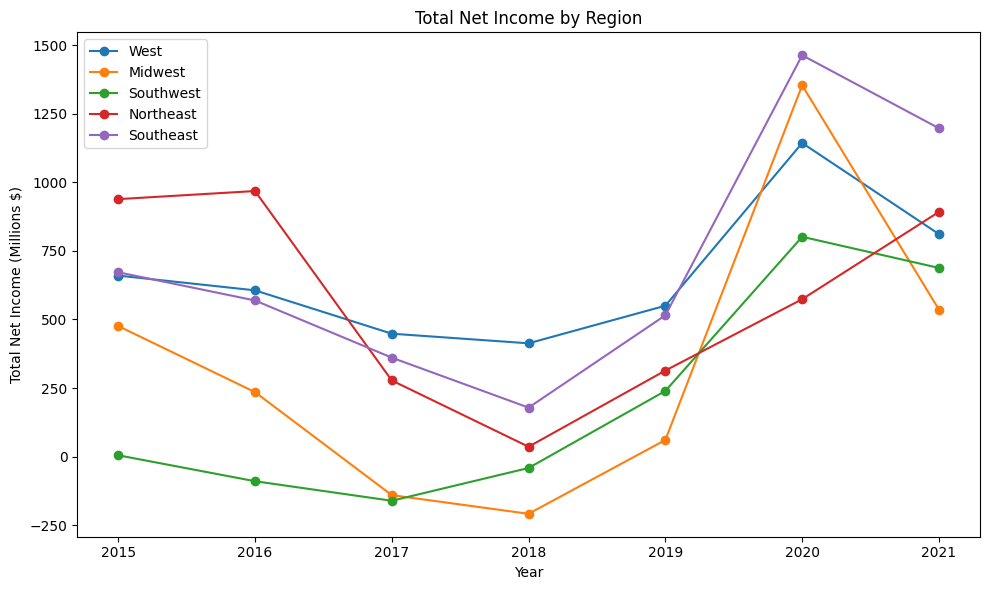 Total Net Income by Region
West
Midwest
Southwest
Northeast
Southeast
Total Net Income (Millions $)
1500
1250
1000
750
500
250
0
−250
2015 2016 2017 2018 2019 2020 2021
Year